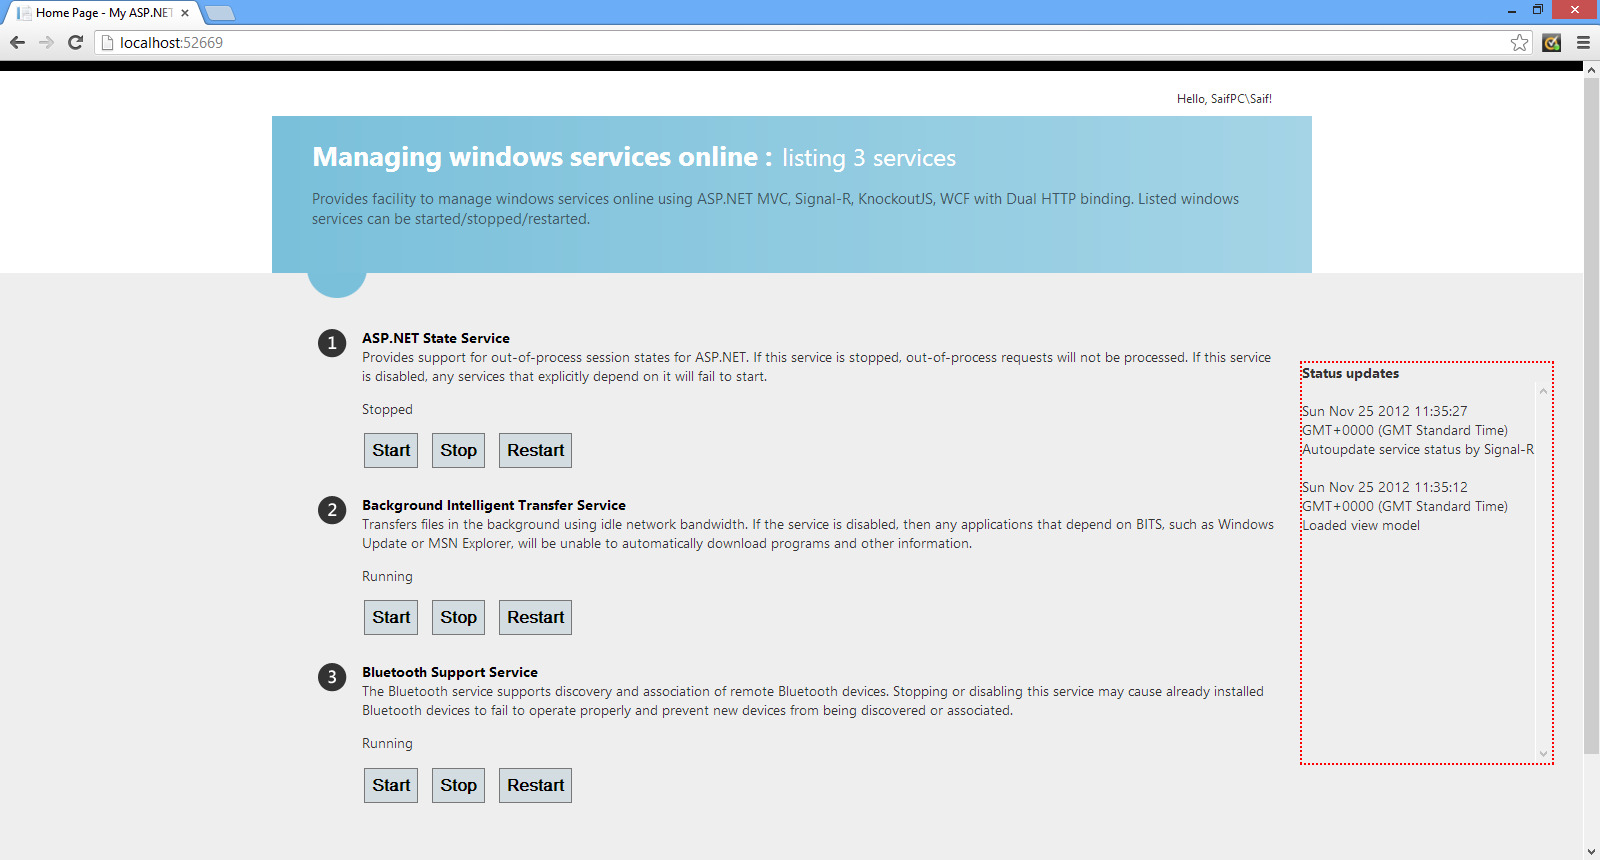 Home Page - My ASP.NET
localhost:52669
Hello, SaifPC\Saif!
Managing windows services online : listing 3 services
Provides facility to manage windows services online using ASP.NET MVC, Signal-R, KnockoutJS, WCF with Dual HTTP binding. Listed windows
services can be started/stopped/restarted.
1 ASP.NET State Service
Provides support for out-of-process session states for ASP.NET. If this service is stopped, out-of-process requests will not be processed. If this service
is disabled, any services that explicitly depend on it will fail to start.
Stopped
Start Stop Restart
2 Background Intelligent Transfer Service
Transfers files in the background using idle network bandwidth. If the service is disabled, then any applications that depend on BITS, such as Windows
Update or MSN Explorer, will be unable to automatically download programs and other information.
Running
Start Stop Restart
3 Bluetooth Support Service
The Bluetooth service supports discovery and association of remote Bluetooth devices. Stopping or disabling this service may cause already installed
Bluetooth devices to fail to operate properly and prevent new devices from being discovered or associated.
Running
Start Stop Restart
Status updates
Sun Nov 25 2012 11:35:27
GMT+0000 (GMT Standard Time)
Autoupdate service status by Signal-R
Sun Nov 25 2012 11:35:12
GMT+0000 (GMT Standard Time)
Loaded view model